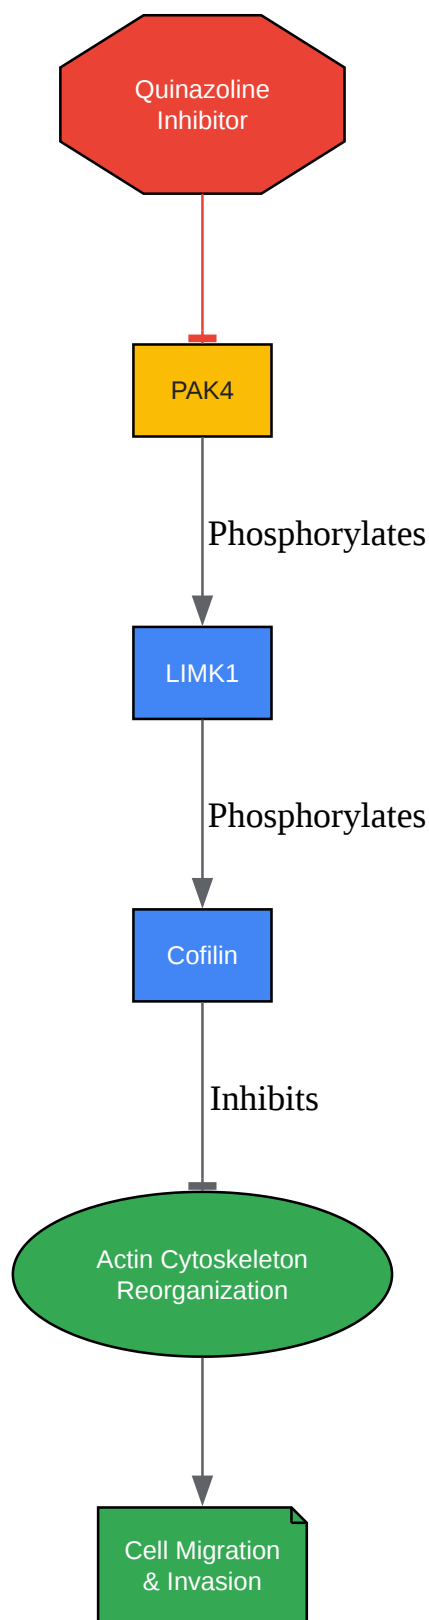 Quinazoline
Inhibitor
PAK4
Phosphorylates
LIMK1
Phosphorylates
Cofilin
Inhibits
Actin Cytoskeleton
Reorganization
Cell Migration
& Invasion